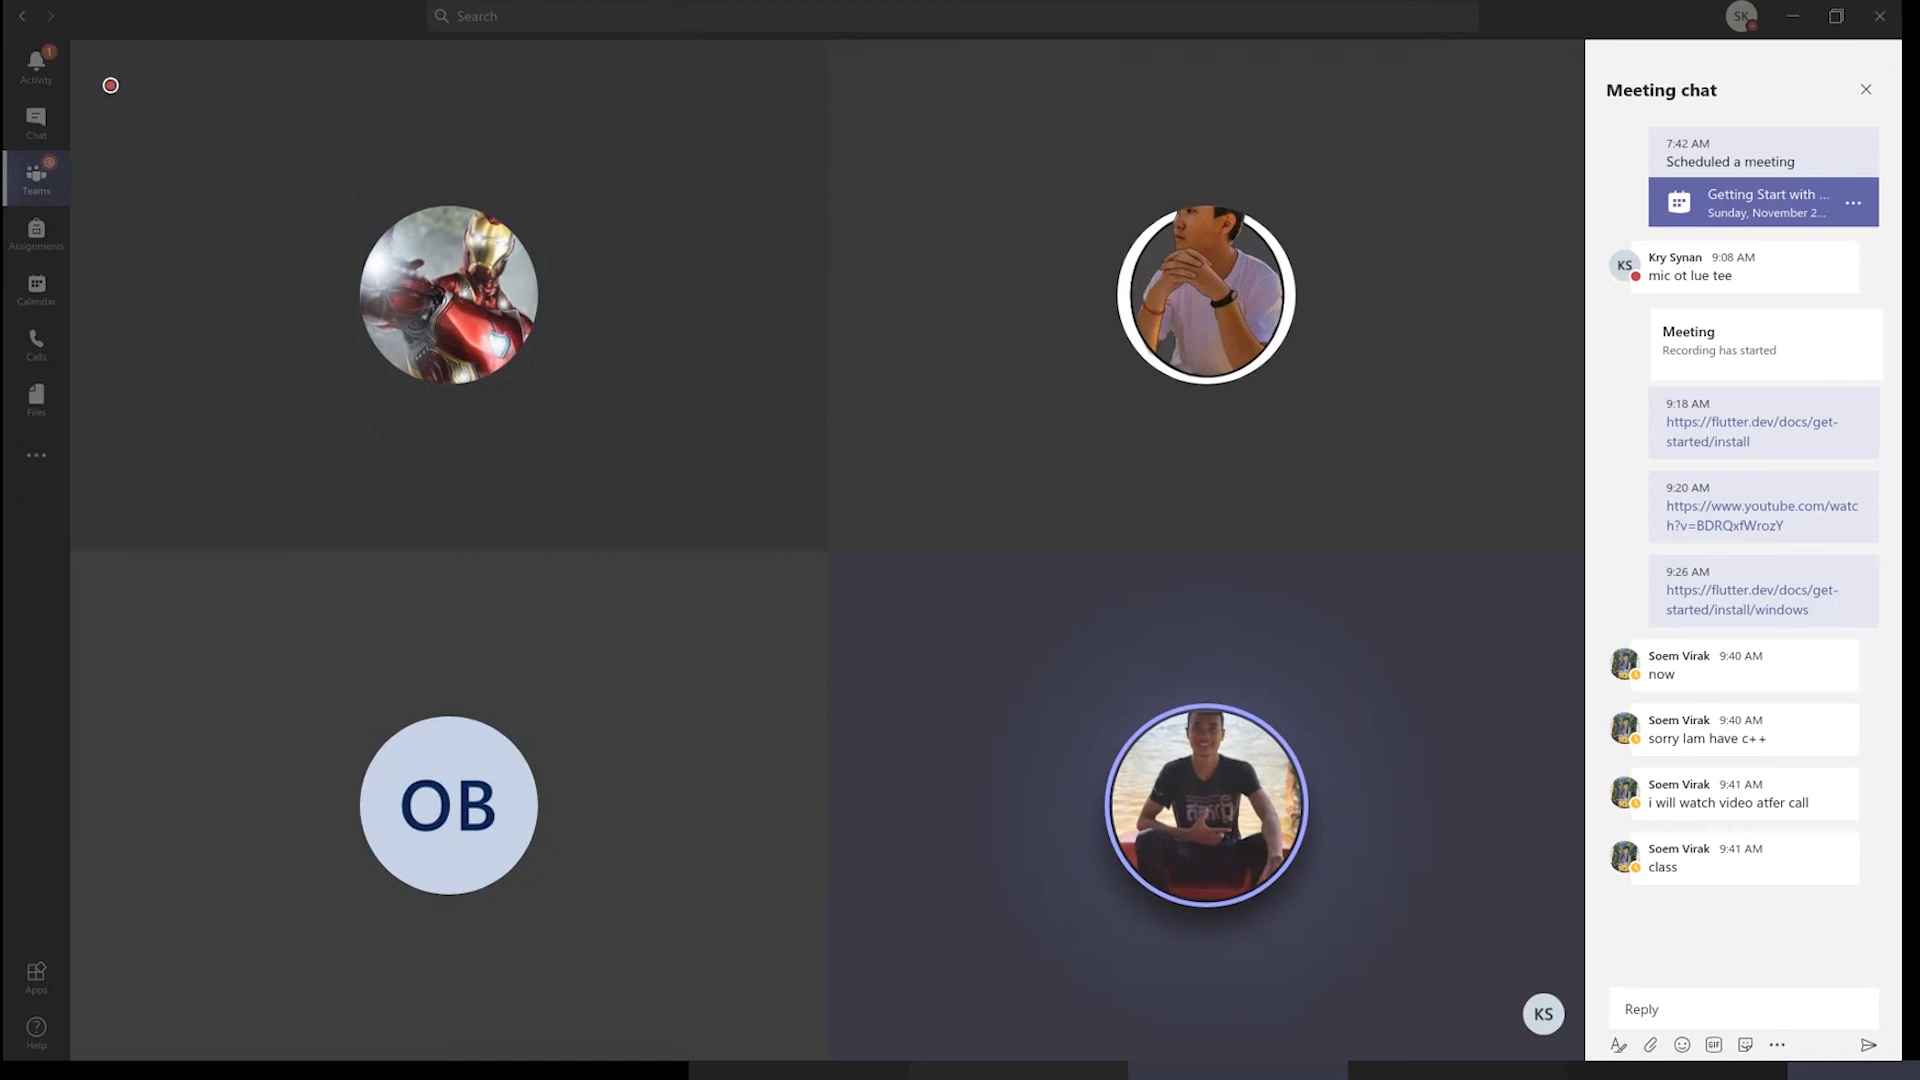 Search
SK
1
Activity
Chat
Teams
Assignments
Calendar
Calls
Files
Apps
Help
OB
KS
Meeting chat
7:42 AM
Scheduled a meeting
Getting Start with ...
Sunday, November 2...
KS
Kry Synan 9:08 AM
mic ot lue tee
Meeting
Recording has started
9:18 AM
https://flutter.dev/docs/get-
started/install
9:20 AM
https://www.youtube.com/watc
h?v=BDRQxfWrozY
9:26 AM
https://flutter.dev/docs/get-
started/install/windows
Soem Virak 9:40 AM
now
Soem Virak 9:40 AM
sorry Iam have c++
Soem Virak 9:41 AM
i will watch video atfer call
Soem Virak 9:41 AM
class
Reply
GIF